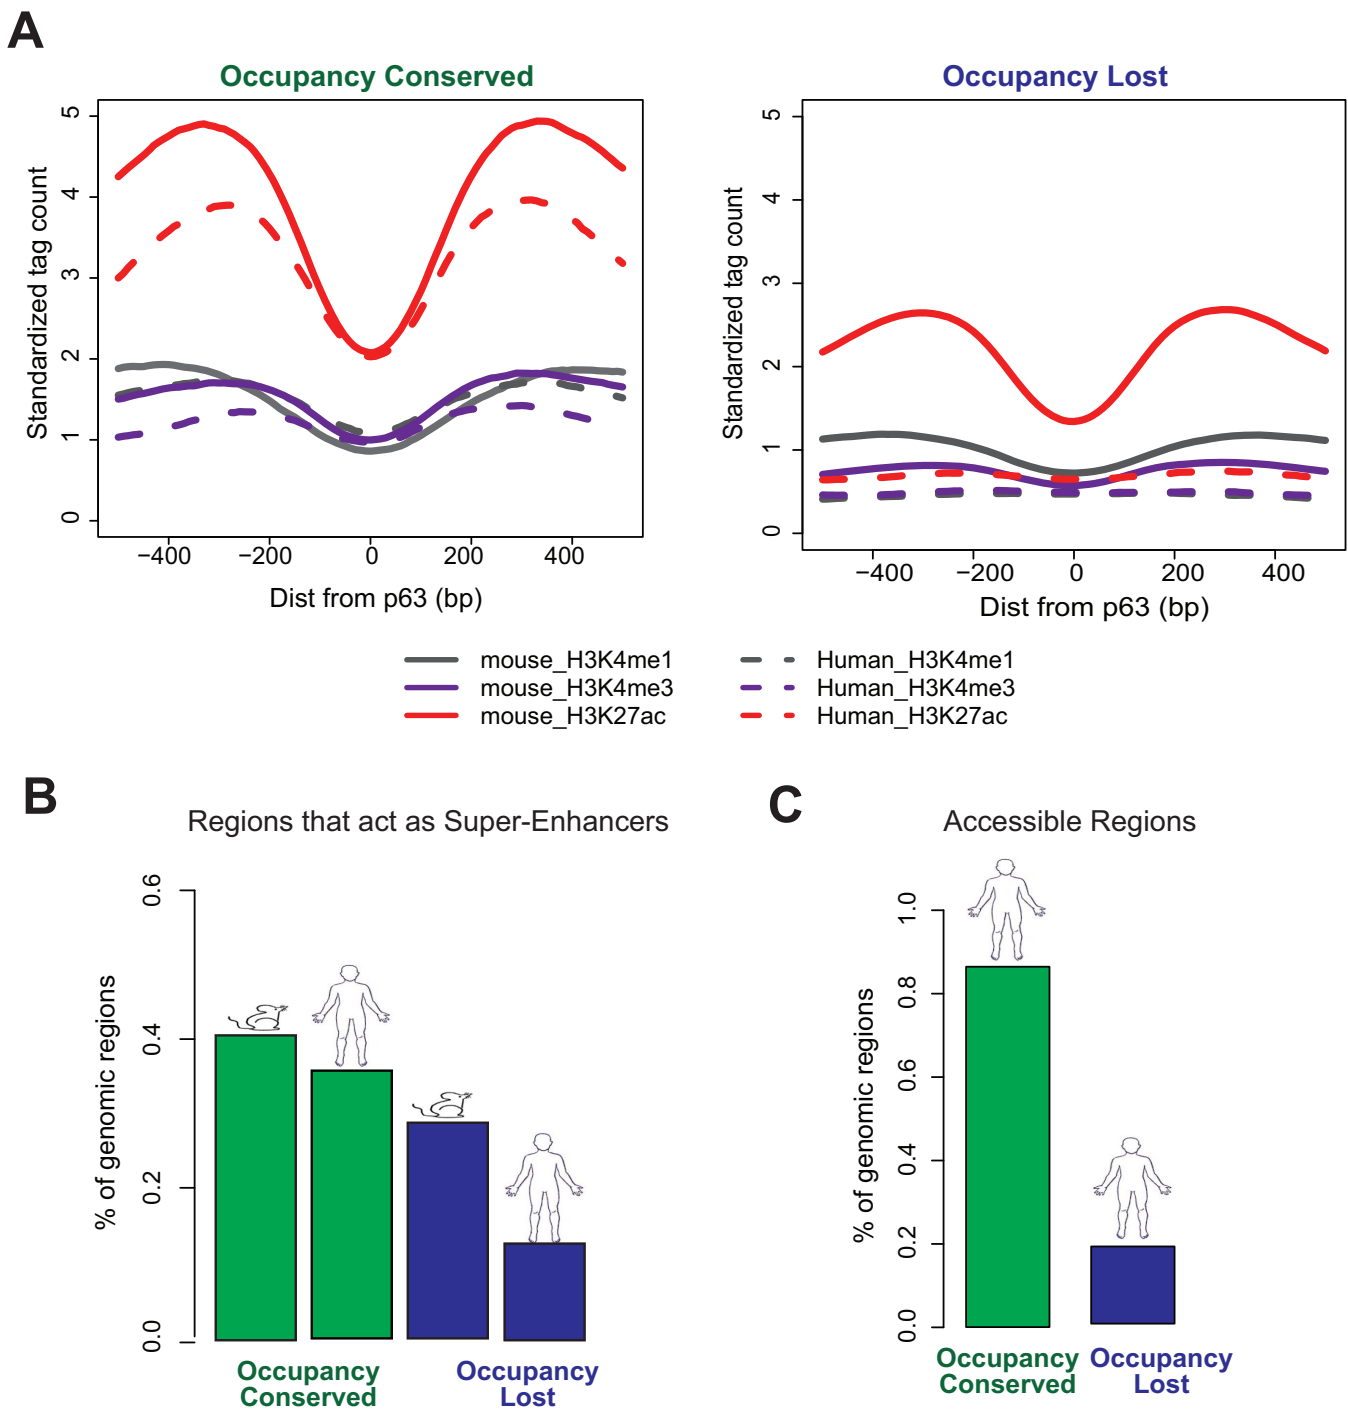 A
Occupancy Conserved
Occupancy Lost
Standardized tag count
5
4
3
2
1
0
−400
−200
0
200
400
Dist from p63 (bp)
Standardized tag count
5
4
3
2
1
0
−400
−200
0
200
400
Dist from p63 (bp)
mouse_H3K4me1
mouse_H3K4me3
mouse_H3K27ac
Human_H3K4me1
Human_H3K4me3
Human_H3K27ac
B
Regions that act as Super-Enhancers
% of genomic regions
0.6
0.4
0.2
0.0
Occupancy
Conserved
Occupancy
Lost
C
Accessible Regions
% of genomic regions
1.0
0.8
0.6
0.4
0.2
0.0
Occupancy
Conserved
Occupancy
Lost